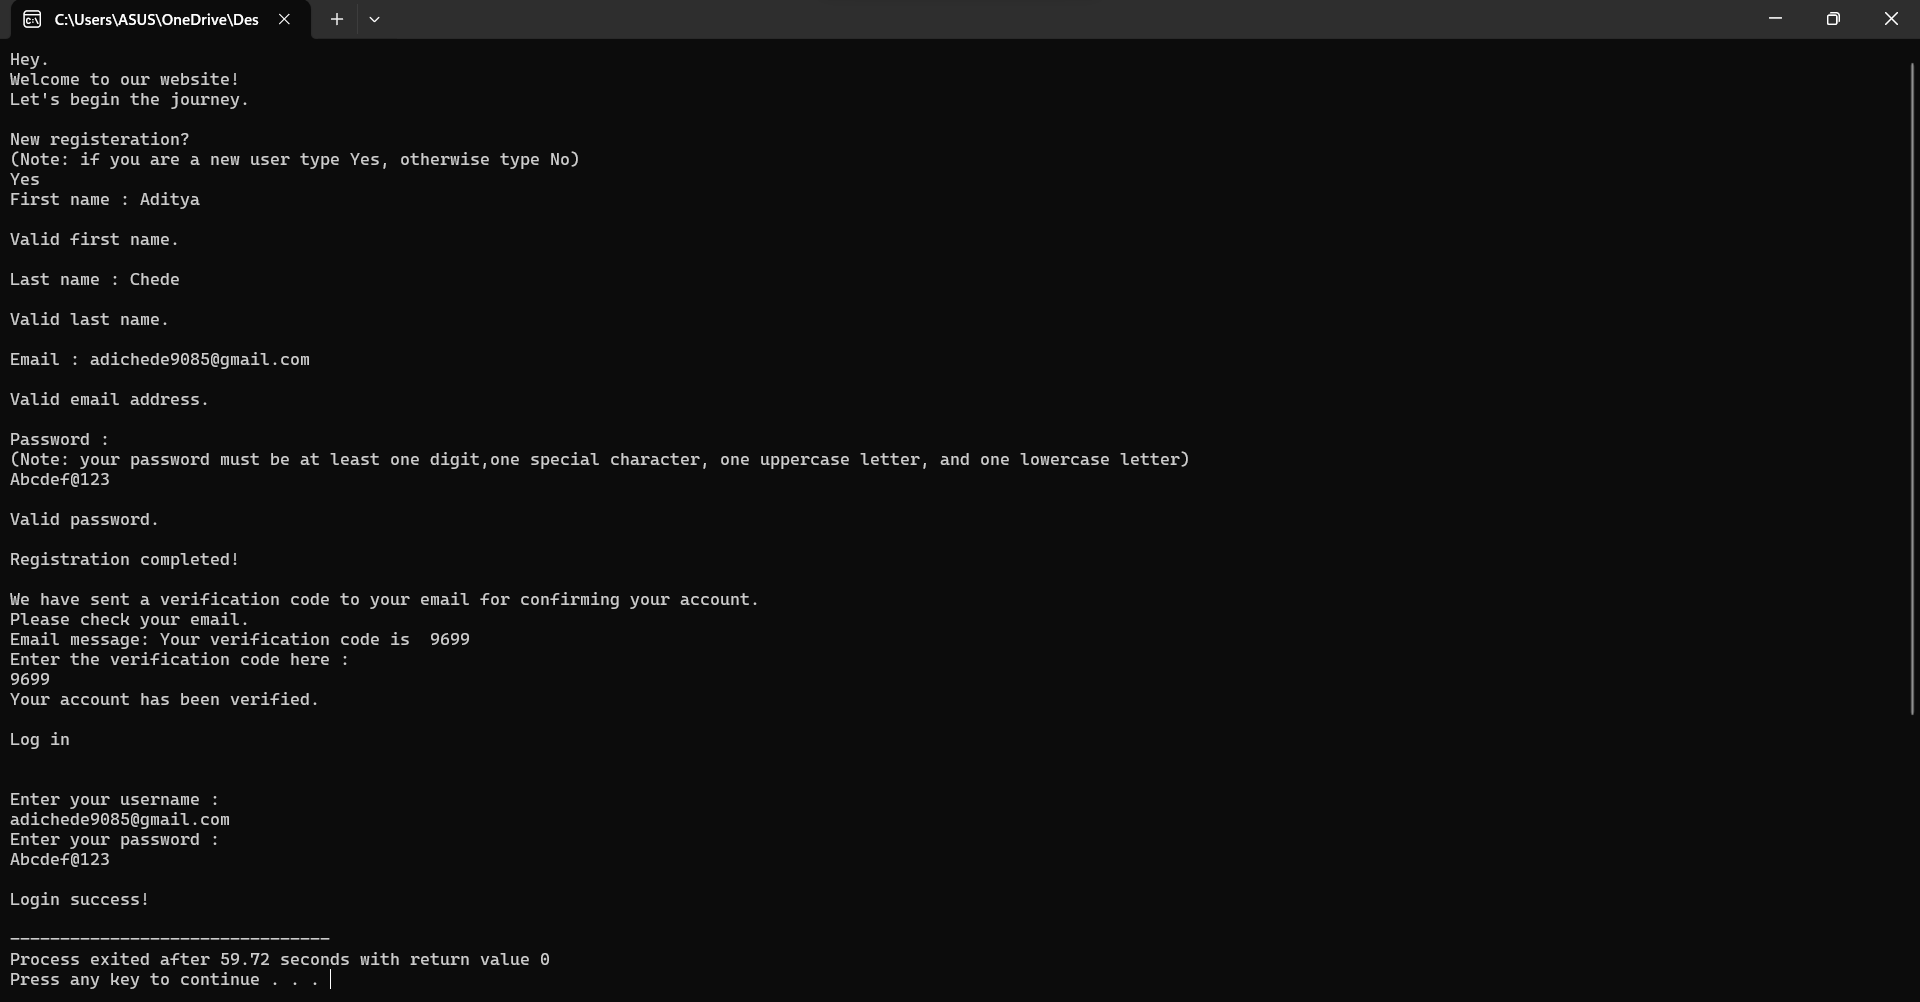 C:\Users\ASUS\OneDrive\Des
Hey.
Welcome to our website!
Let's begin the journey.
New registeration?
(Note: if you are a new user type Yes, otherwise type No)
Yes
First name : Aditya
Valid first name.
Last name : Chede
Valid last name.
Email : adichede9085@gmail.com
Valid email address.
Password :
(Note: your password must be at least one digit,one special character, one uppercase letter, and one lowercase letter)
Abcdef@123
Valid password.
Registration completed!
We have sent a verification code to your email for confirming your account.
Please check your email.
Email message: Your verification code is  9699
Enter the verification code here :
9699
Your account has been verified.
Log in
Enter your username :
adichede9085@gmail.com
Enter your password :
Abcdef@123
Login success!
--------------------------------
Process exited after 59.72 seconds with return value 0
Press any key to continue . . .